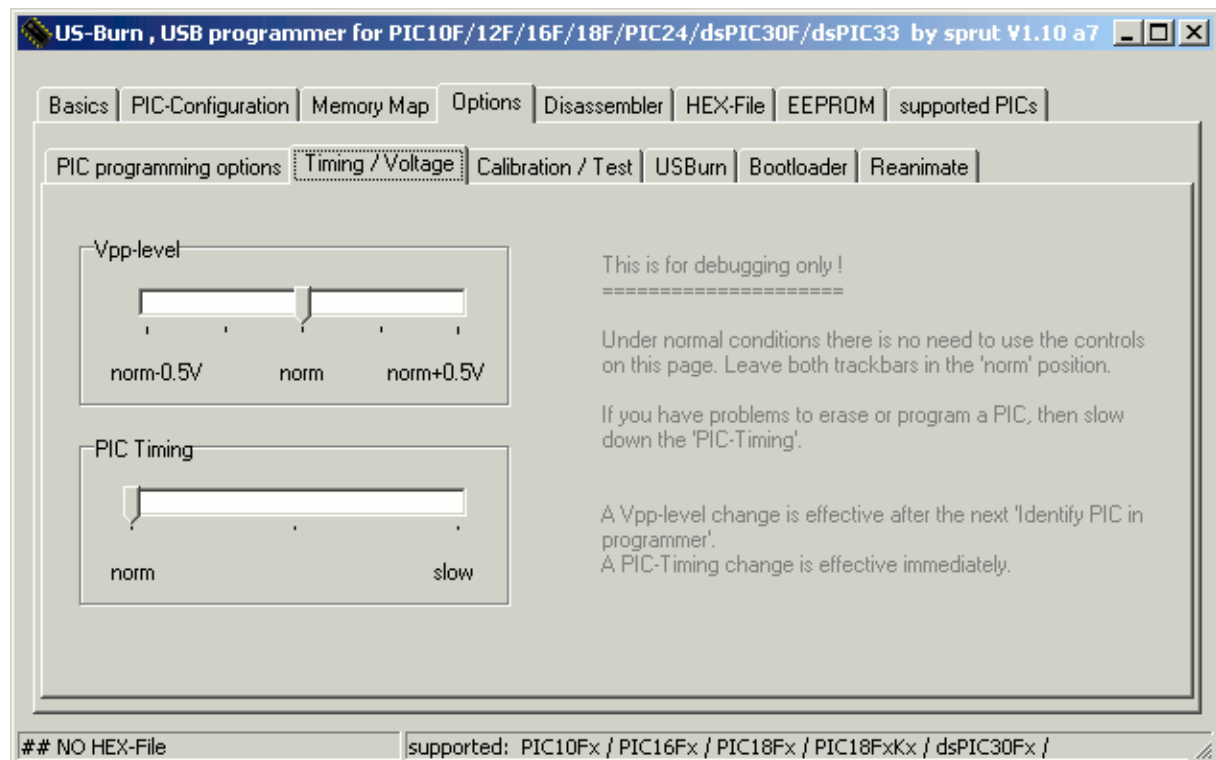 US-Burn , USB programmer for PIC10F/12F/16F/18F/PIC24/dsPIC30F/dsPIC33 by sprut V1.10 a7
Basics PIC-Configuration Memory Map Options Disassembler HEX-File EEPROM supported PICs
PIC programming options Timing / Voltage Calibration / Test USBurn Bootloader Reanimate
Vpp-level
norm-0.5V norm norm+0.5V
PIC Timing
norm slow
This is for debugging only !
=====================
Under normal conditions there is no need to use the controls
on this page. Leave both trackbars in the 'norm' position.
If you have problems to erase or program a PIC, then slow
down the 'PIC-Timing'.
A Vpp-level change is effective after the next 'Identify PIC in
programmer'.
A PIC-Timing change is effective immediately.
## NO HEX-File supported: PIC10Fx / PIC16Fx / PIC18Fx / PIC18FxKx / dsPIC30Fx /